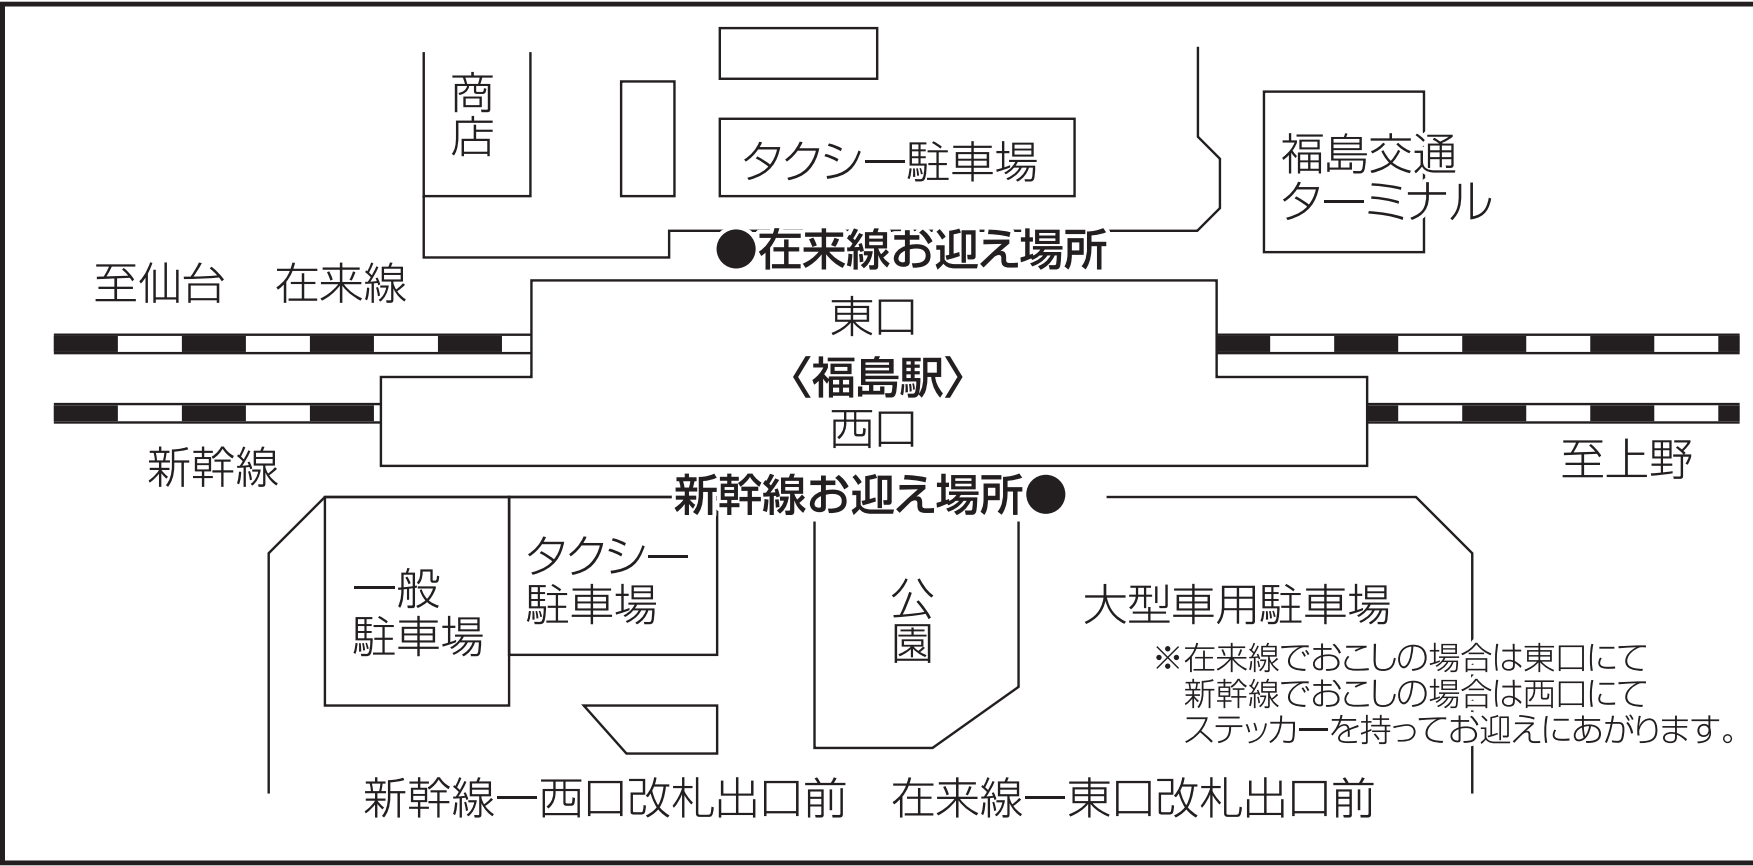 商店
タクシー駐車場
福島交通
ターミナル
●在来線お迎え場所
至仙台 在来線
東口
〈福島駅〉
西口
新幹線
至上野
新幹線お迎え場所●
一般
駐車場
タクシー
駐車場
公園
大型車用駐車場
※在来線でおこしの場合は東口にて
新幹線でおこしの場合は西口にて
ステッカーを持ってお迎えにあがります。
新幹線―西口改札出口前 在来線―東口改札出口前